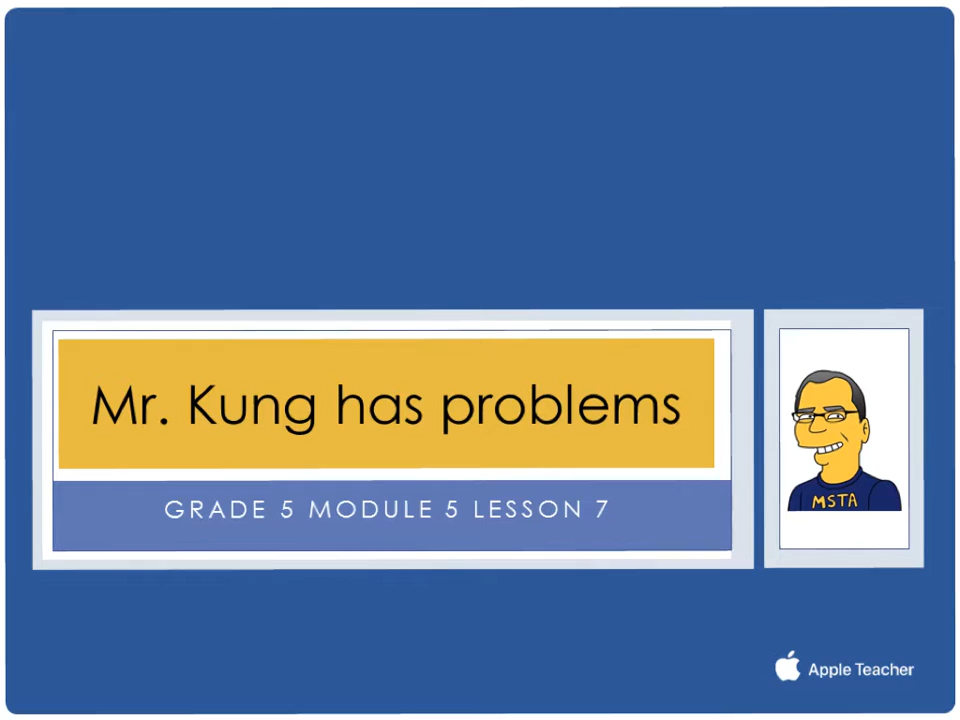 Mr. Kung has problems
GRADE 5 MODULE 5 LESSON 7
MSTA
Apple Teacher